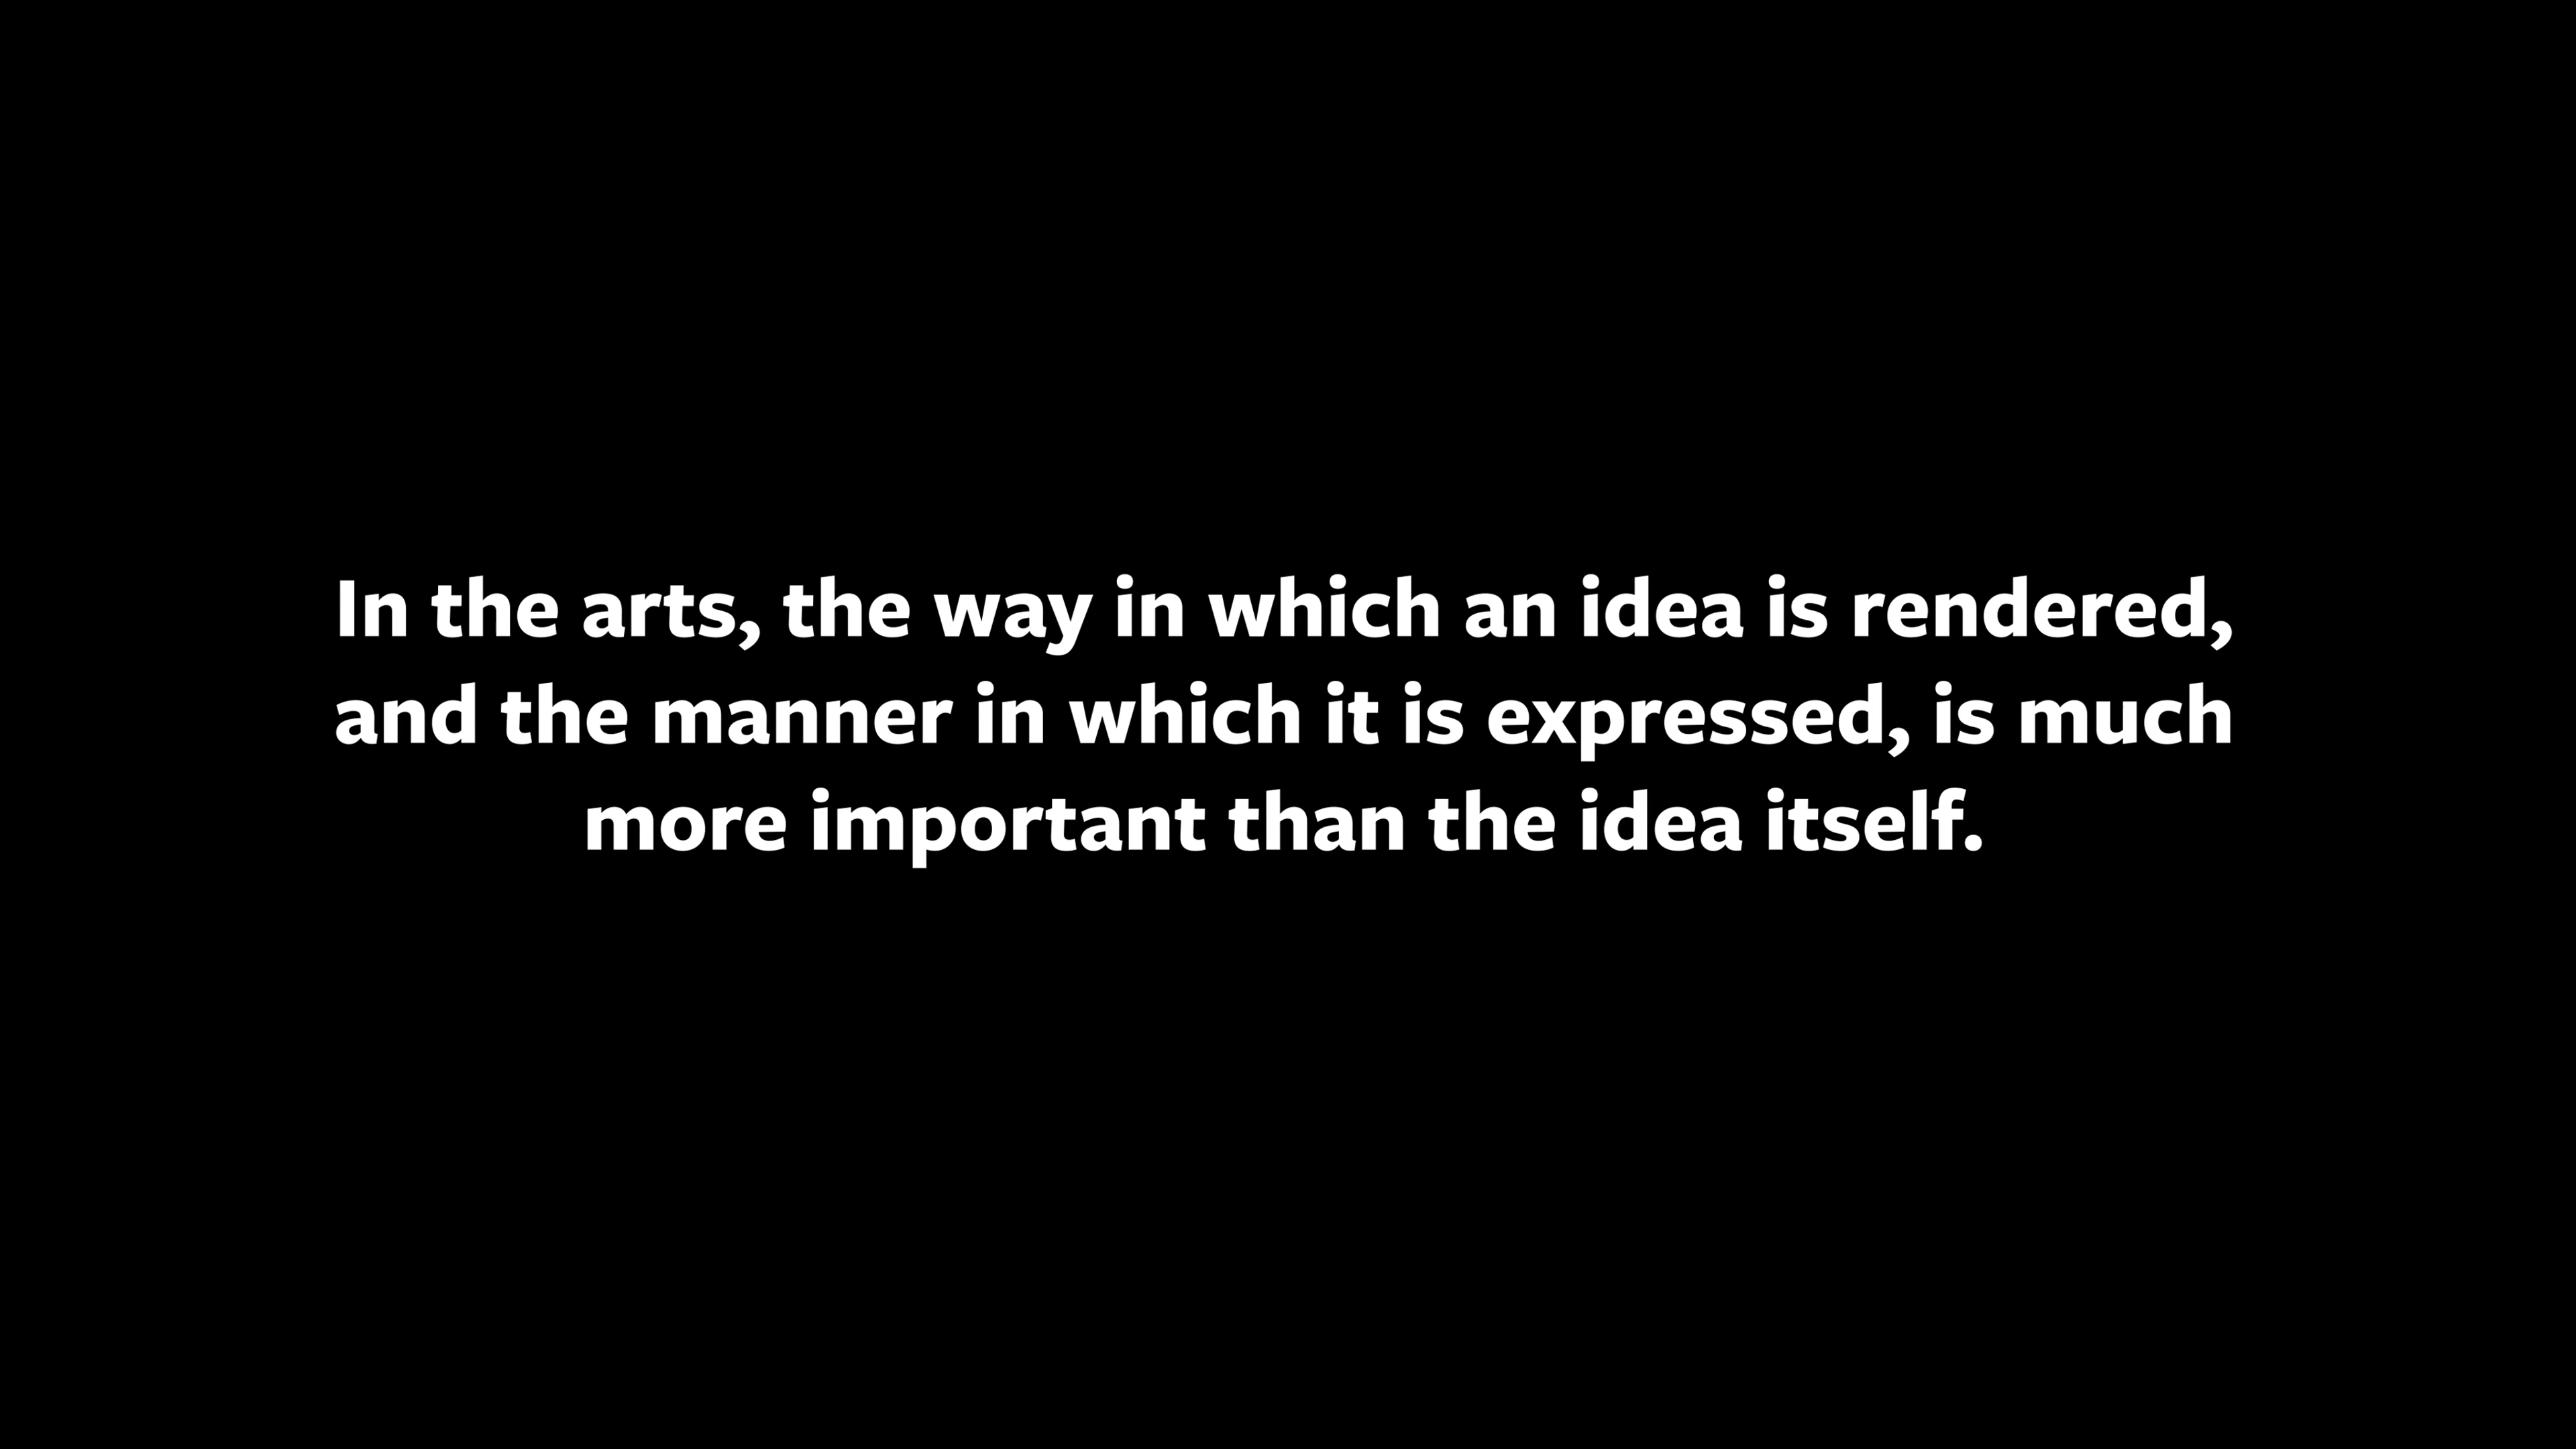 In the arts, the way in which an idea is rendered,
and the manner in which it is expressed, is much
more important than the idea itself.